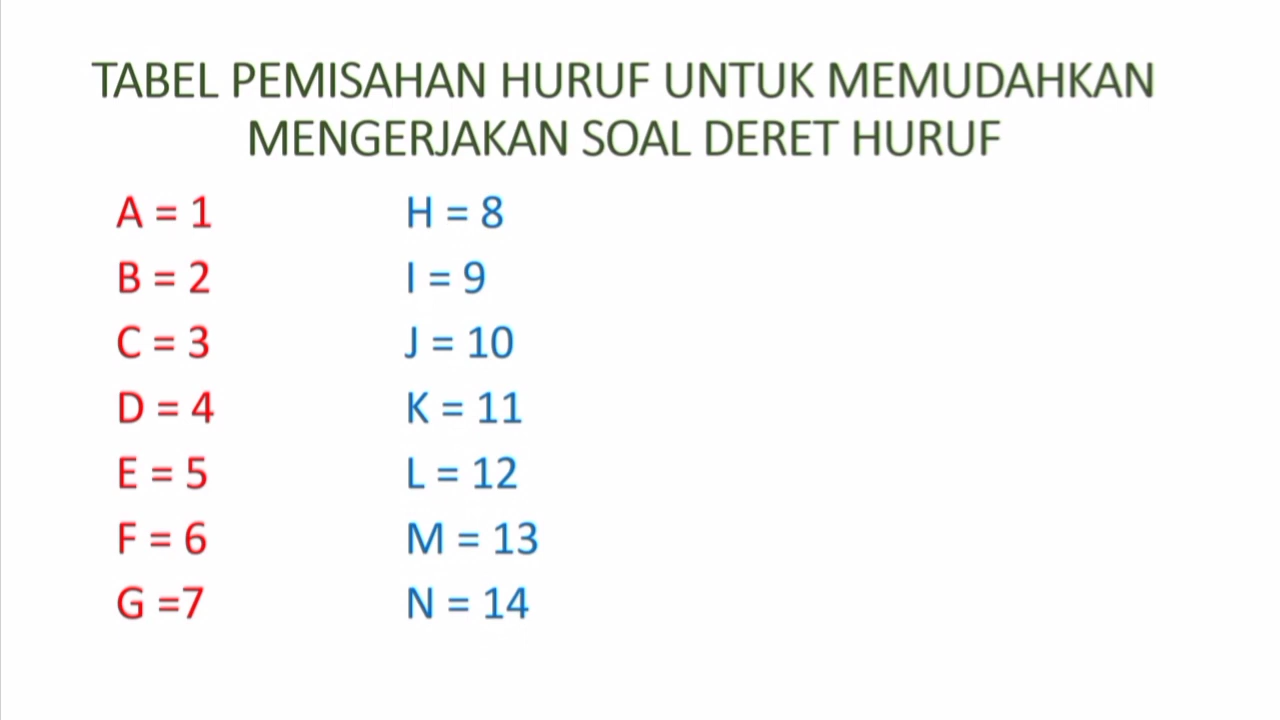 TABEL PEMISAHAN HURUF UNTUK MEMUDAHKAN
MENGERJAKAN SOAL DERET HURUF
A = 1
B = 2
C = 3
D = 4
E = 5
F = 6
G =7
H = 8
I = 9
J = 10
K = 11
L = 12
M = 13
N = 14